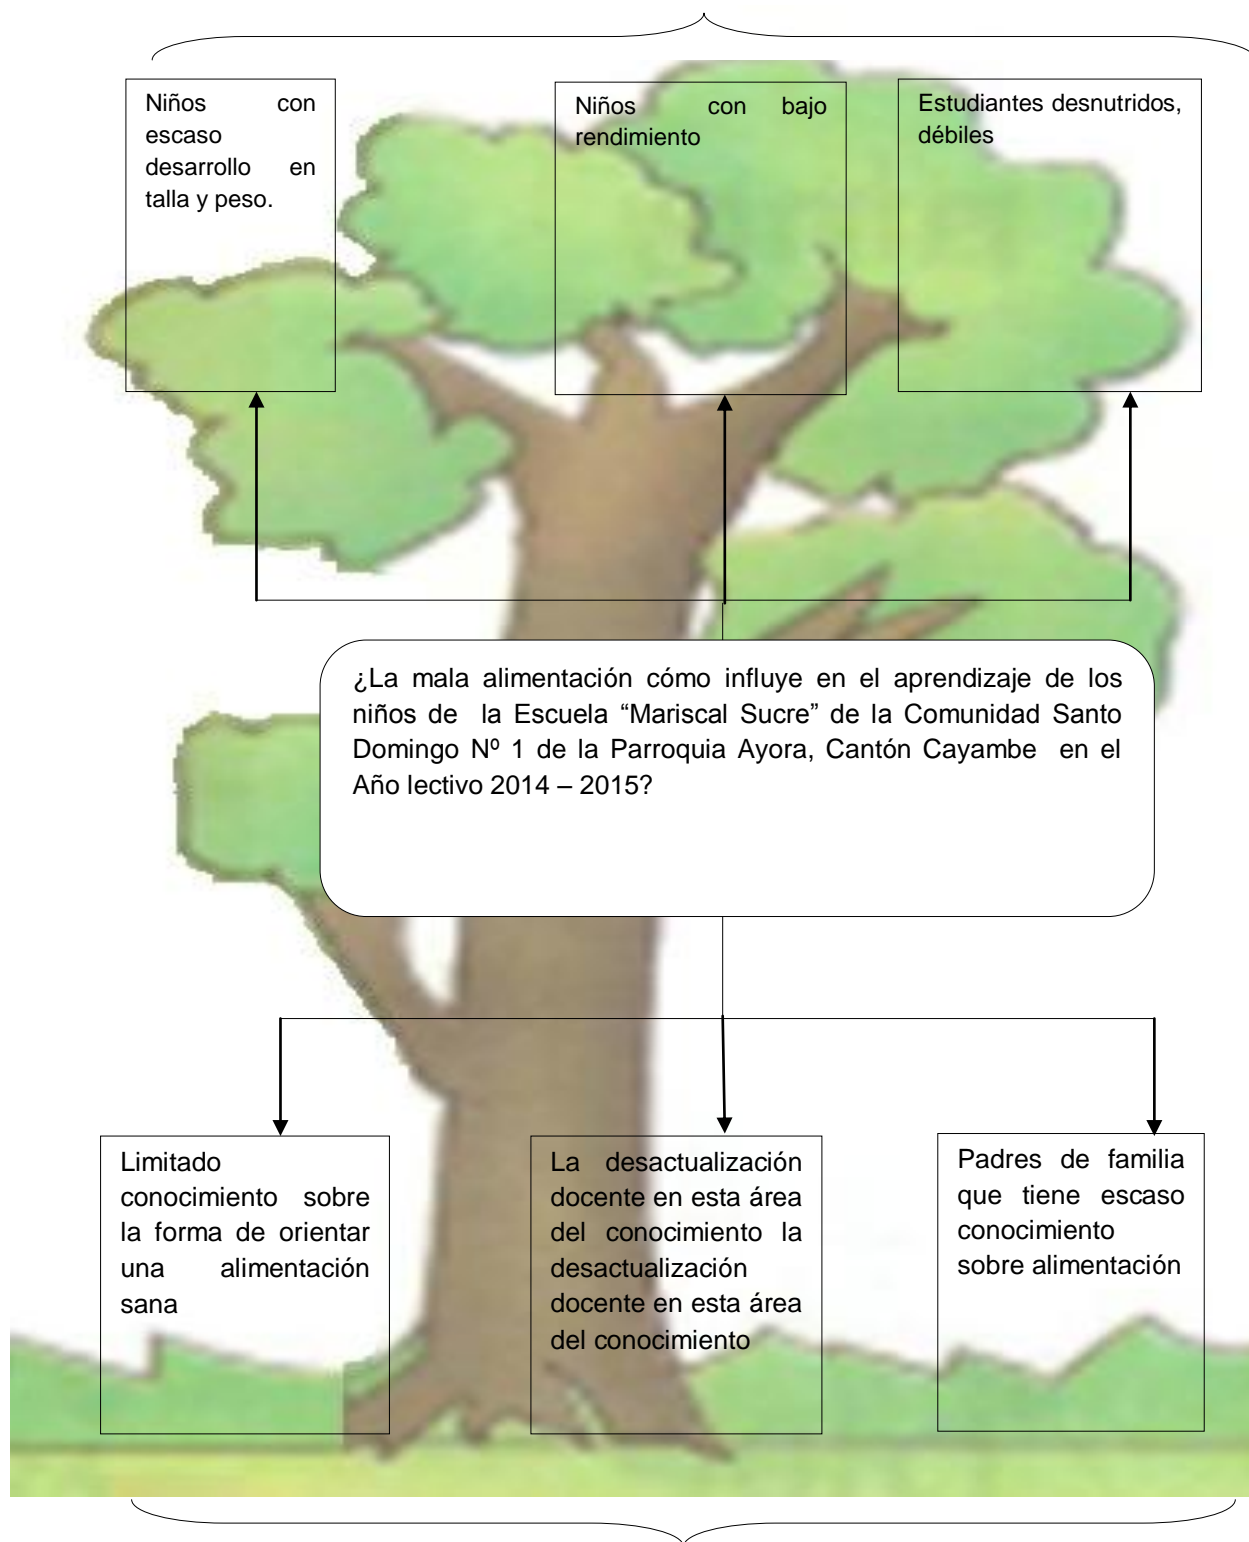 Niños con
escaso
desarrollo en
talla y peso.
Niños con bajo
rendimiento
Estudiantes desnutridos,
débiles
¿La mala alimentación cómo influye en el aprendizaje de los
niños de la Escuela “Mariscal Sucre” de la Comunidad Santo
Domingo Nº 1 de la Parroquia Ayora, Cantón Cayambe en el
Año lectivo 2014 – 2015?
Limitado
conocimiento sobre
la forma de orientar
una alimentación
sana
La desactualización
docente en esta área
del conocimiento la
desactualización
docente en esta área
del conocimiento
Padres de familia
que tiene escaso
conocimiento
sobre alimentación